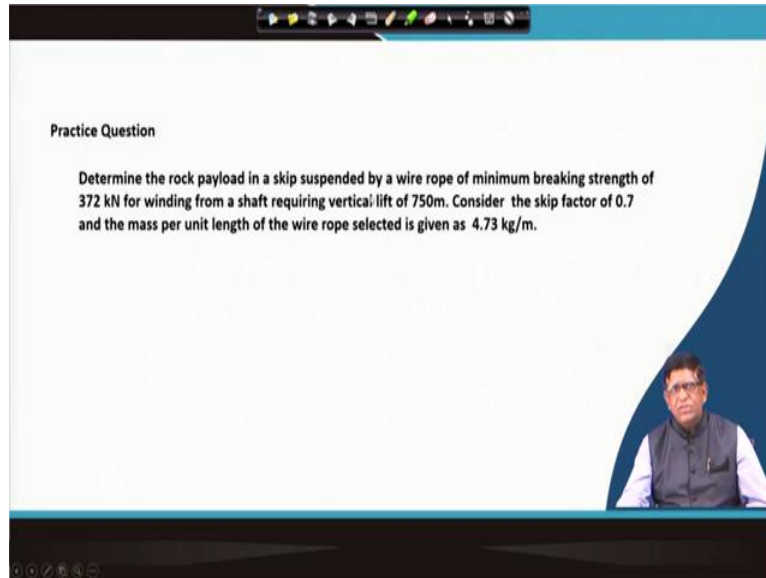 Practice Question
Determine the rock payload in a skip suspended by a wire rope of minimum breaking strength of
372 kN for winding from a shaft requiring vertical lift of 750m. Consider the skip factor of 0.7
and the mass per unit length of the wire rope selected is given as 4.73 kg/m.